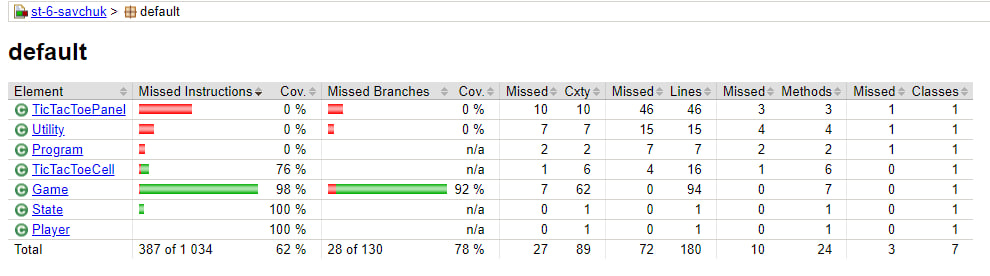 st-6-savchuk > default
default
Element Missed Instructions Cov. Missed Branches Cov. Missed Cxty Missed Lines Missed Methods Missed Classes
TicTacToePanel 0 % 0 % 10 10 46 46 3 3 1 1
Utility 0 % 0 % 7 7 15 15 4 4 1 1
Program 0 % n/a 2 2 7 7 2 2 1 1
TicTacToeCell 76 % n/a 1 6 4 16 1 6 0 1
Game 98 % 92 % 7 62 0 94 0 7 0 1
State 100 % n/a 0 1 0 1 0 1 0 1
Player 100 % n/a 0 1 0 1 0 1 0 1
Total 387 of 1 034 62 % 28 of 130 78 % 27 89 72 180 10 24 3 7